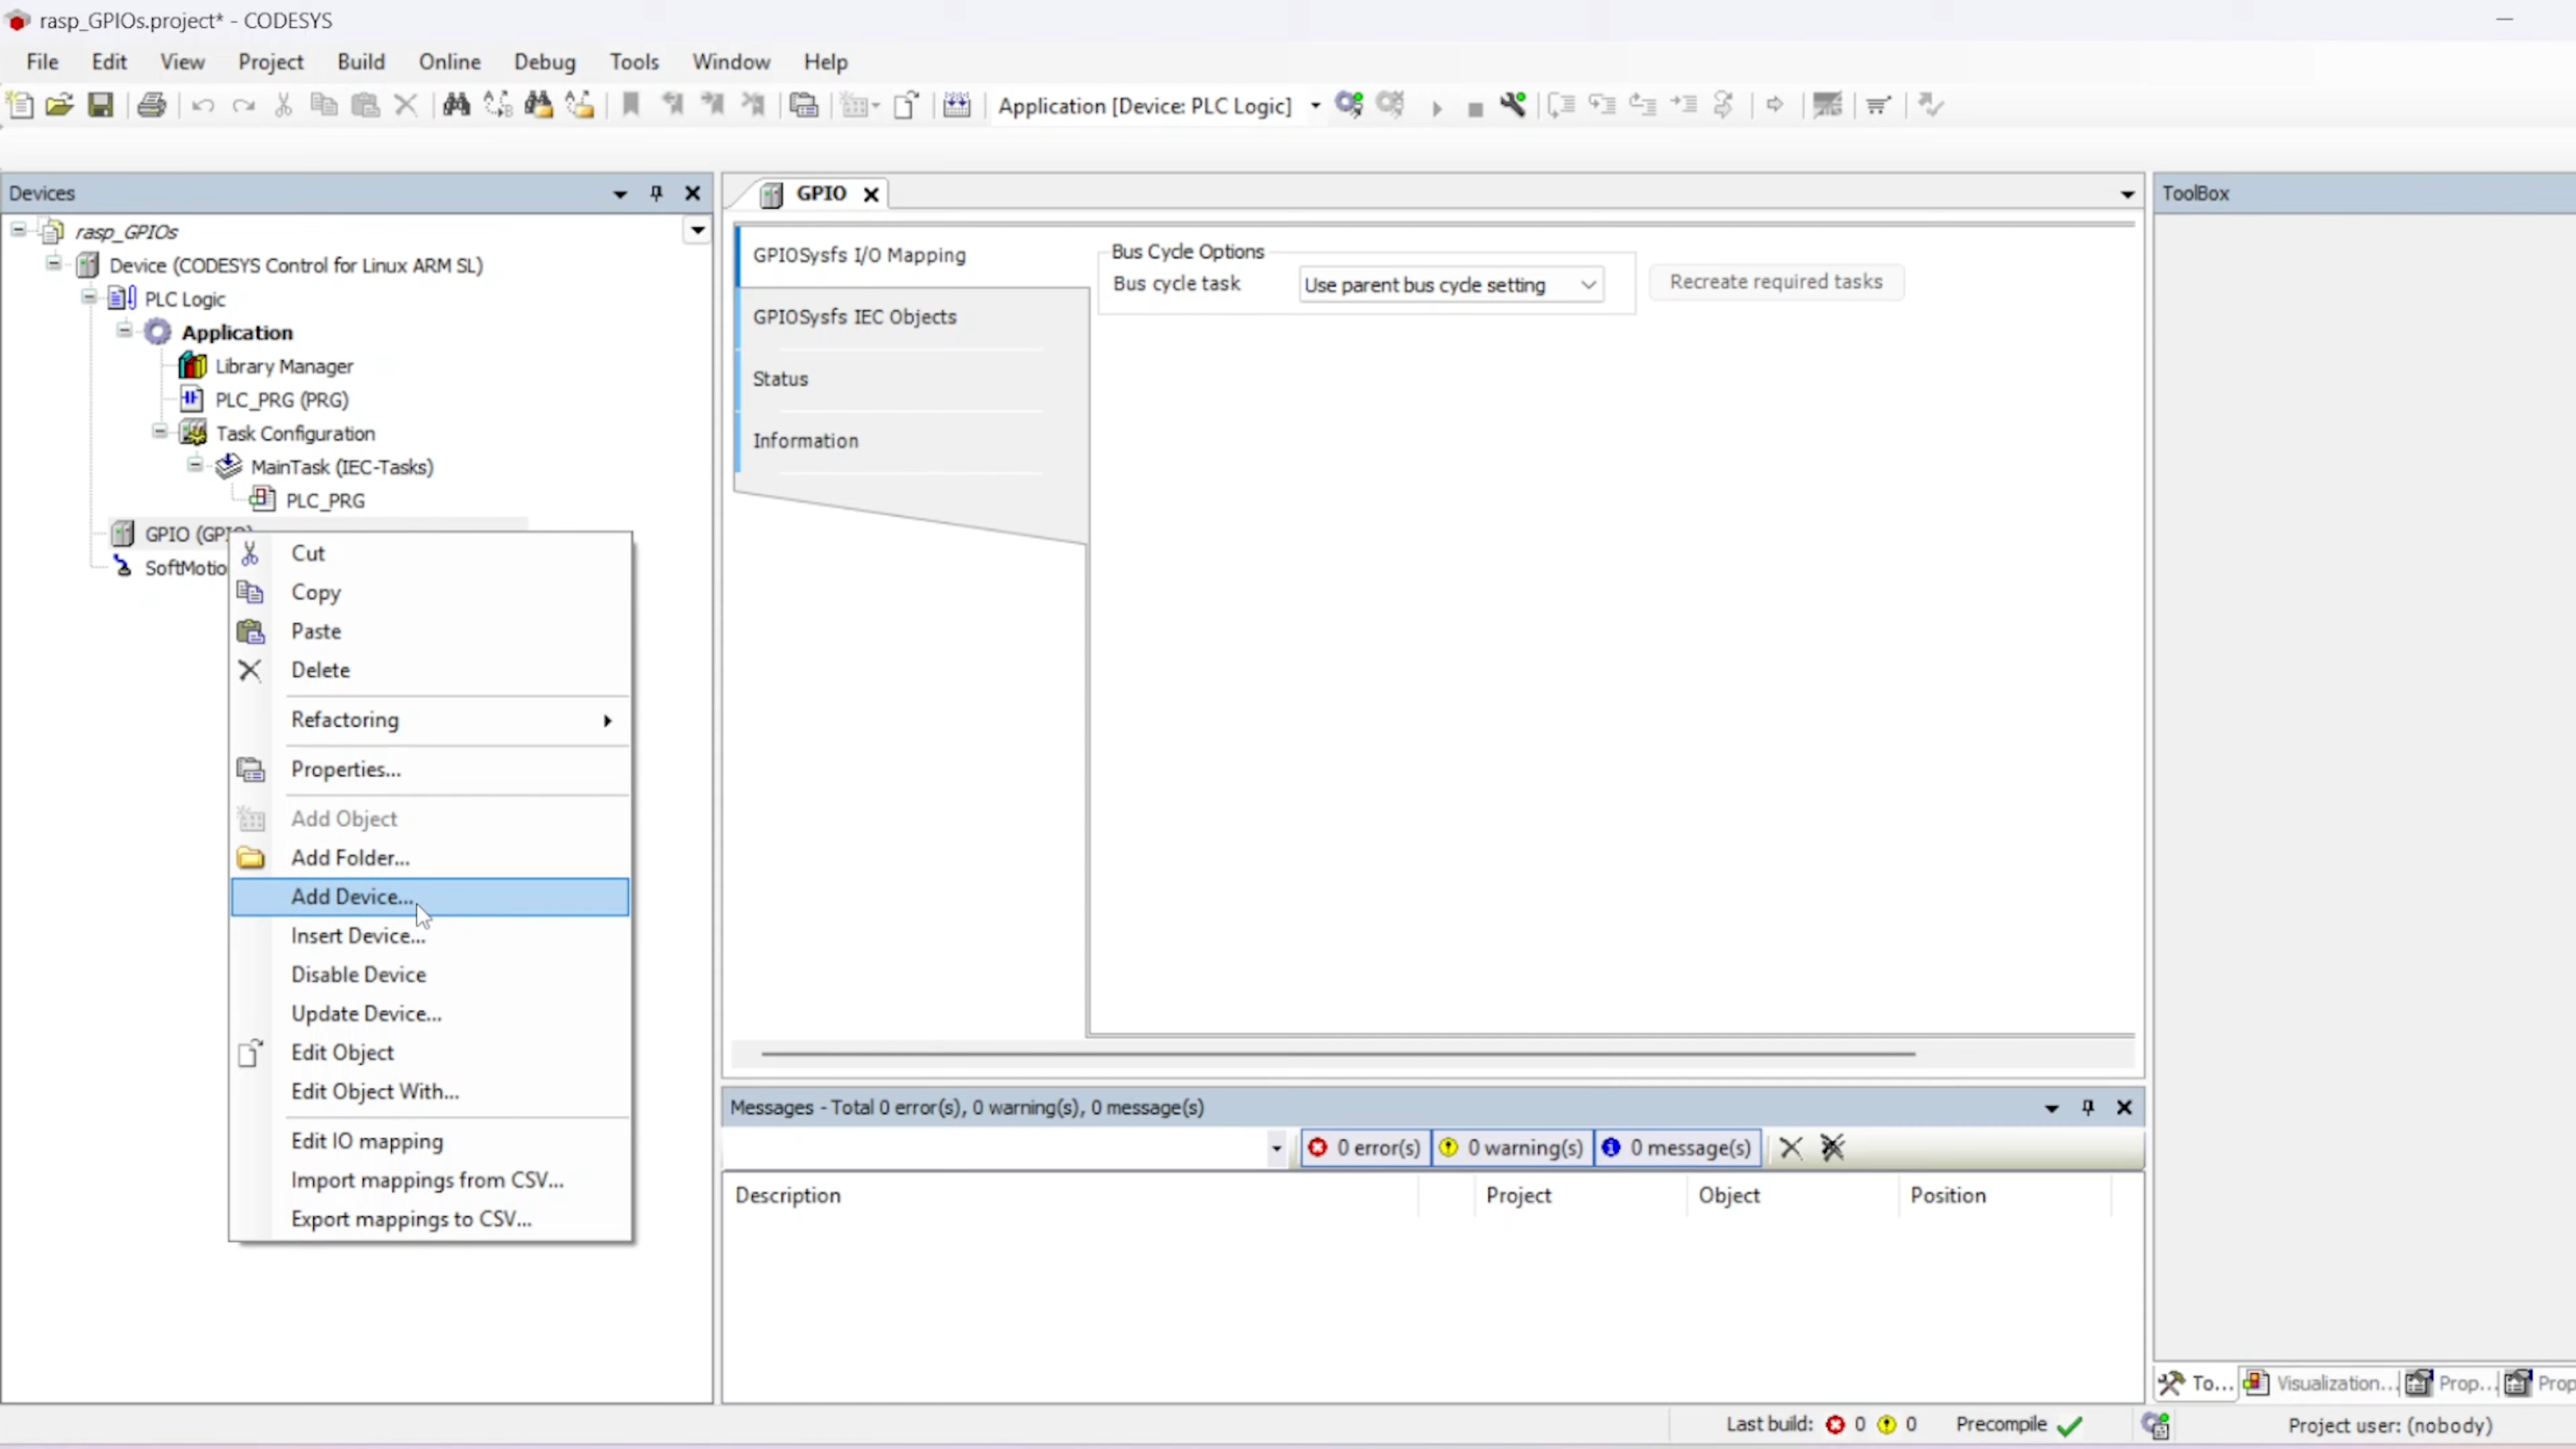 rasp_GPIOs.project* - CODESYS
File Edit View Project Build Online Debug Tools Window Help
Application [Device: PLC Logic]
Devices
rasp_GPIOs
Device (CODESYS Control for Linux ARM SL)
PLC Logic
Application
Library Manager
PLC_PRG (PRG)
Task Configuration
MainTask (IEC-Tasks)
PLC_PRG
GPIO (GPIO)
SoftMotio
Cut
Copy
Paste
Delete
Refactoring
Properties...
Add Object
Add Folder...
Add Device...
Insert Device...
Disable Device
Update Device...
Edit Object
Edit Object With...
Edit IO mapping
Import mappings from CSV...
Export mappings to CSV...
GPIO
GPIOSysfs I/O Mapping
GPIOSysfs IEC Objects
Status
Information
Bus Cycle Options
Bus cycle task Use parent bus cycle setting Recreate required tasks
ToolBox
Messages - Total 0 error(s), 0 warning(s), 0 message(s)
0 error(s) 0 warning(s) 0 message(s)
Description Project Object Position
To... Visualization... Prop... Prop
Last build: 0 0 Precompile Project user: (nobody)